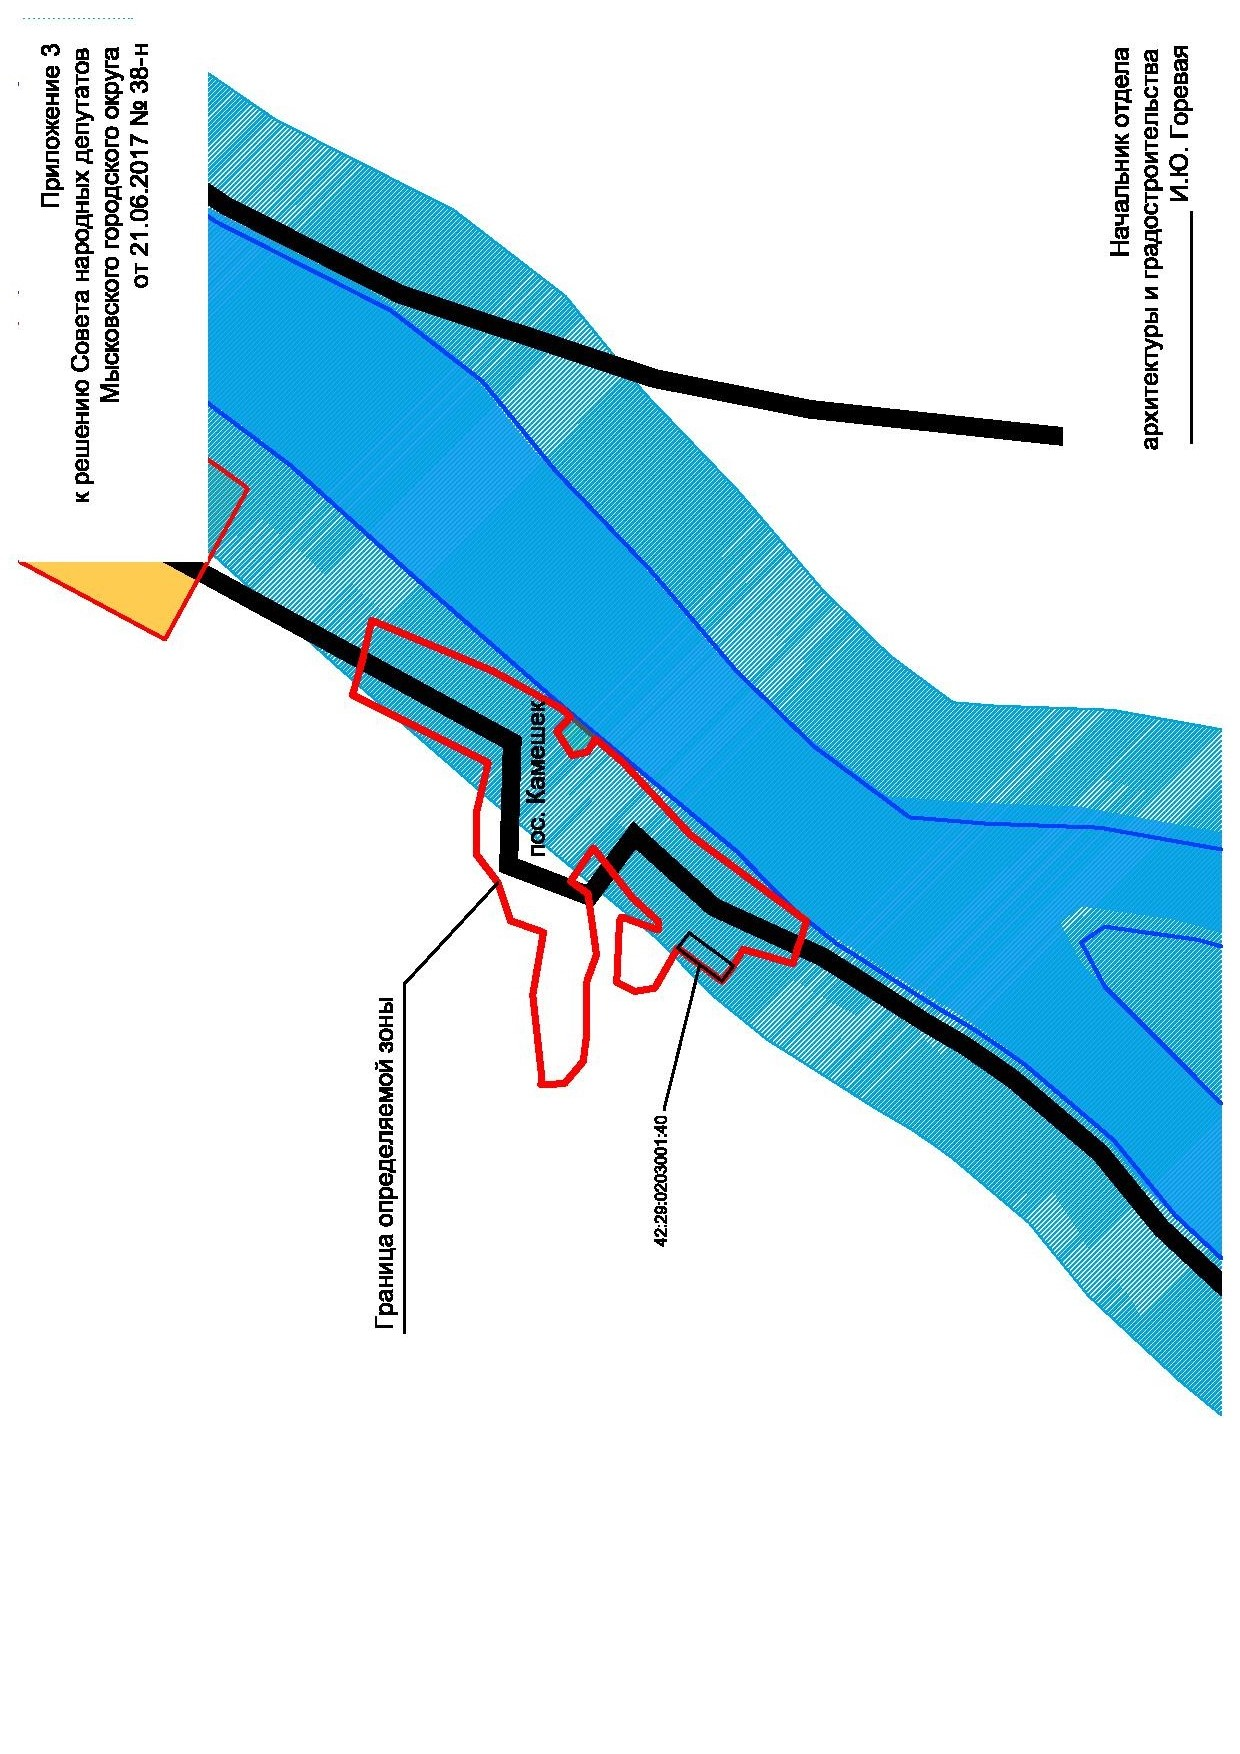 Приложение 3
к решению Совета народных депутатов
Мысковского городского округа
от 21.06.2017 № 38-н
Граница определяемой зоны
пос. Камешек
42:29:0203001:40
Начальник отдела
архитектуры и градостроительства
И.Ю. Горевая